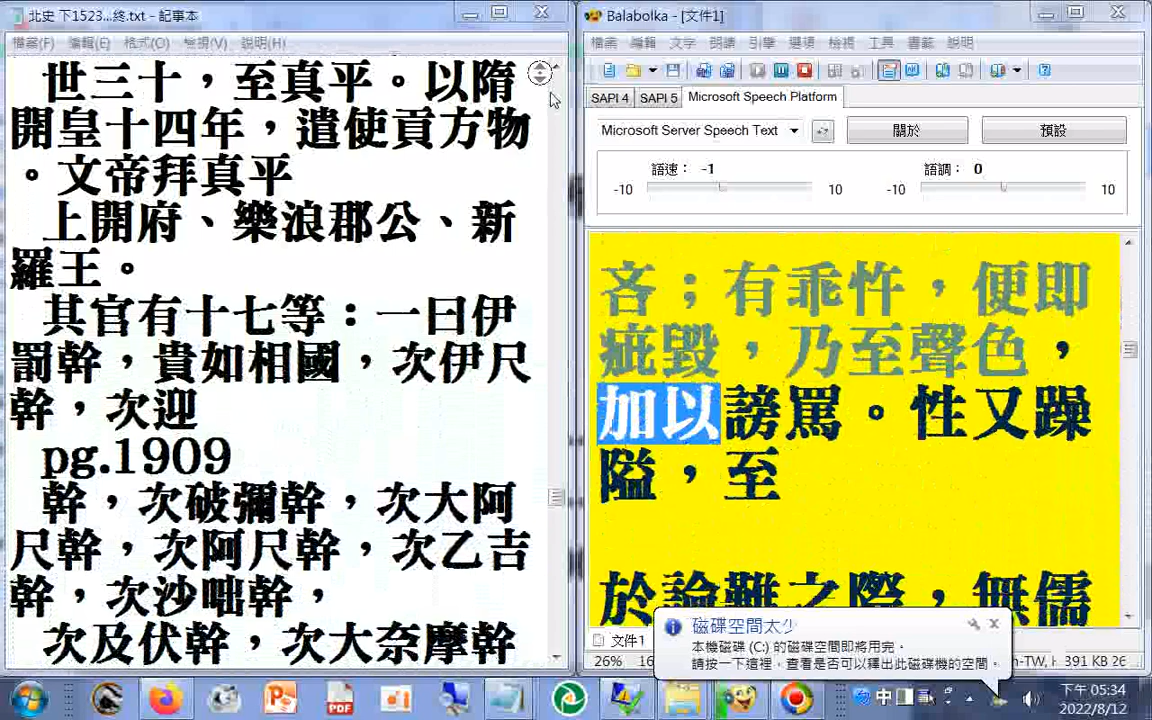 北史 下1523...終.txt - 記事本
檔案(F) 編輯(E) 格式(O) 檢視(V) 說明(H)
世三十，至真平。以隋
開皇十四年，遣使貢方物
。文帝拜真平
上開府、樂浪郡公、新
羅王。
其官有十七等：一曰伊
罰幹，貴如相國，次伊尺
幹，次迎
pg.1909
幹，次破彌幹，次大阿
尺幹，次阿尺幹，次乙吉
幹，次沙咄幹，
次及伏幹，次大奈摩幹
Balabolka - [文件1]
檔案 編輯 文字 朗讀 引擎 選項 檢視 工具 書籤 說明
SAPI 4 SAPI 5 Microsoft Speech Platform
Microsoft Server Speech Text 關於 預設
語速： -1 語調： 0
-10 10 -10 10
吝；有乖忤，便即
疵毀，乃至聲色，
加以謗罵。性又躁
隘，至
於論難之際，無儒
文件1
磁碟空間太少
本機磁碟 (C:) 的磁碟空間即將用完。
請按一下這裡，查看是否可以釋出此磁碟機的空間。
26% 16 n-TW, 391 KB 26
中
下午 05:34
2022/8/12